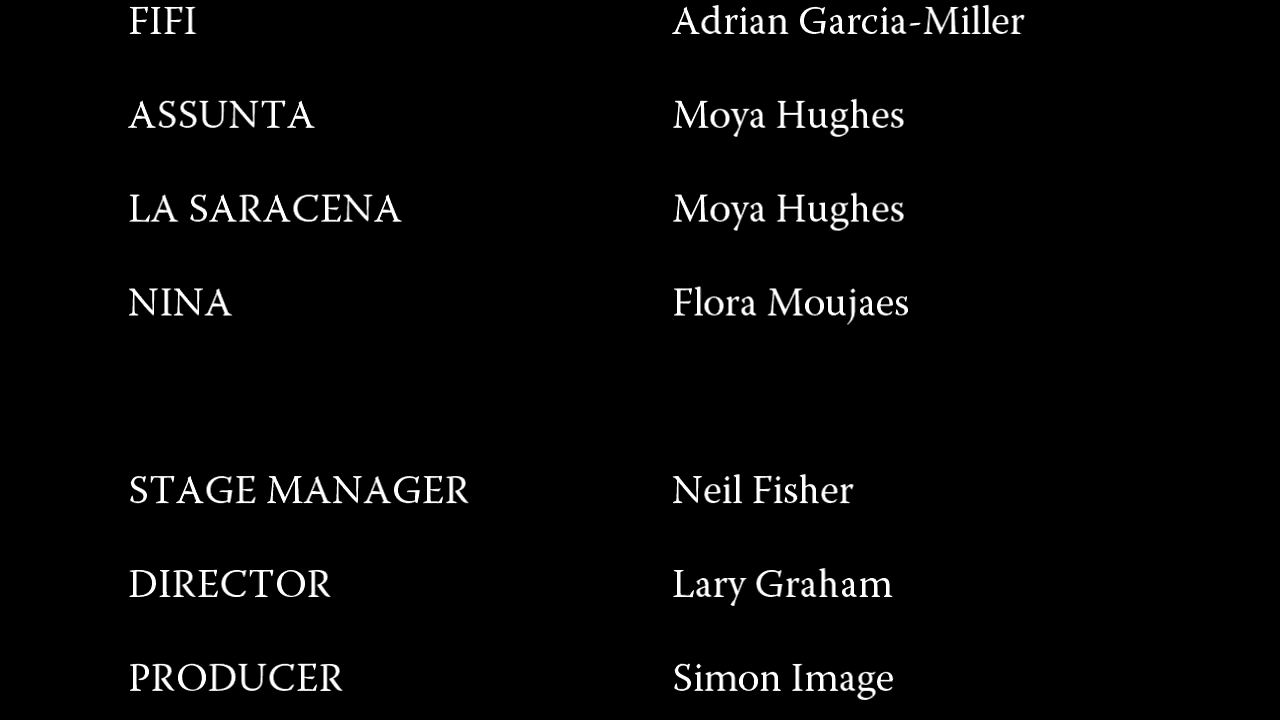 FIFI Adrian Garcia-Miller
ASSUNTA Moya Hughes
LA SARACENA Moya Hughes
NINA Flora Moujaes
STAGE MANAGER Neil Fisher
DIRECTOR Lary Graham
PRODUCER Simon Image